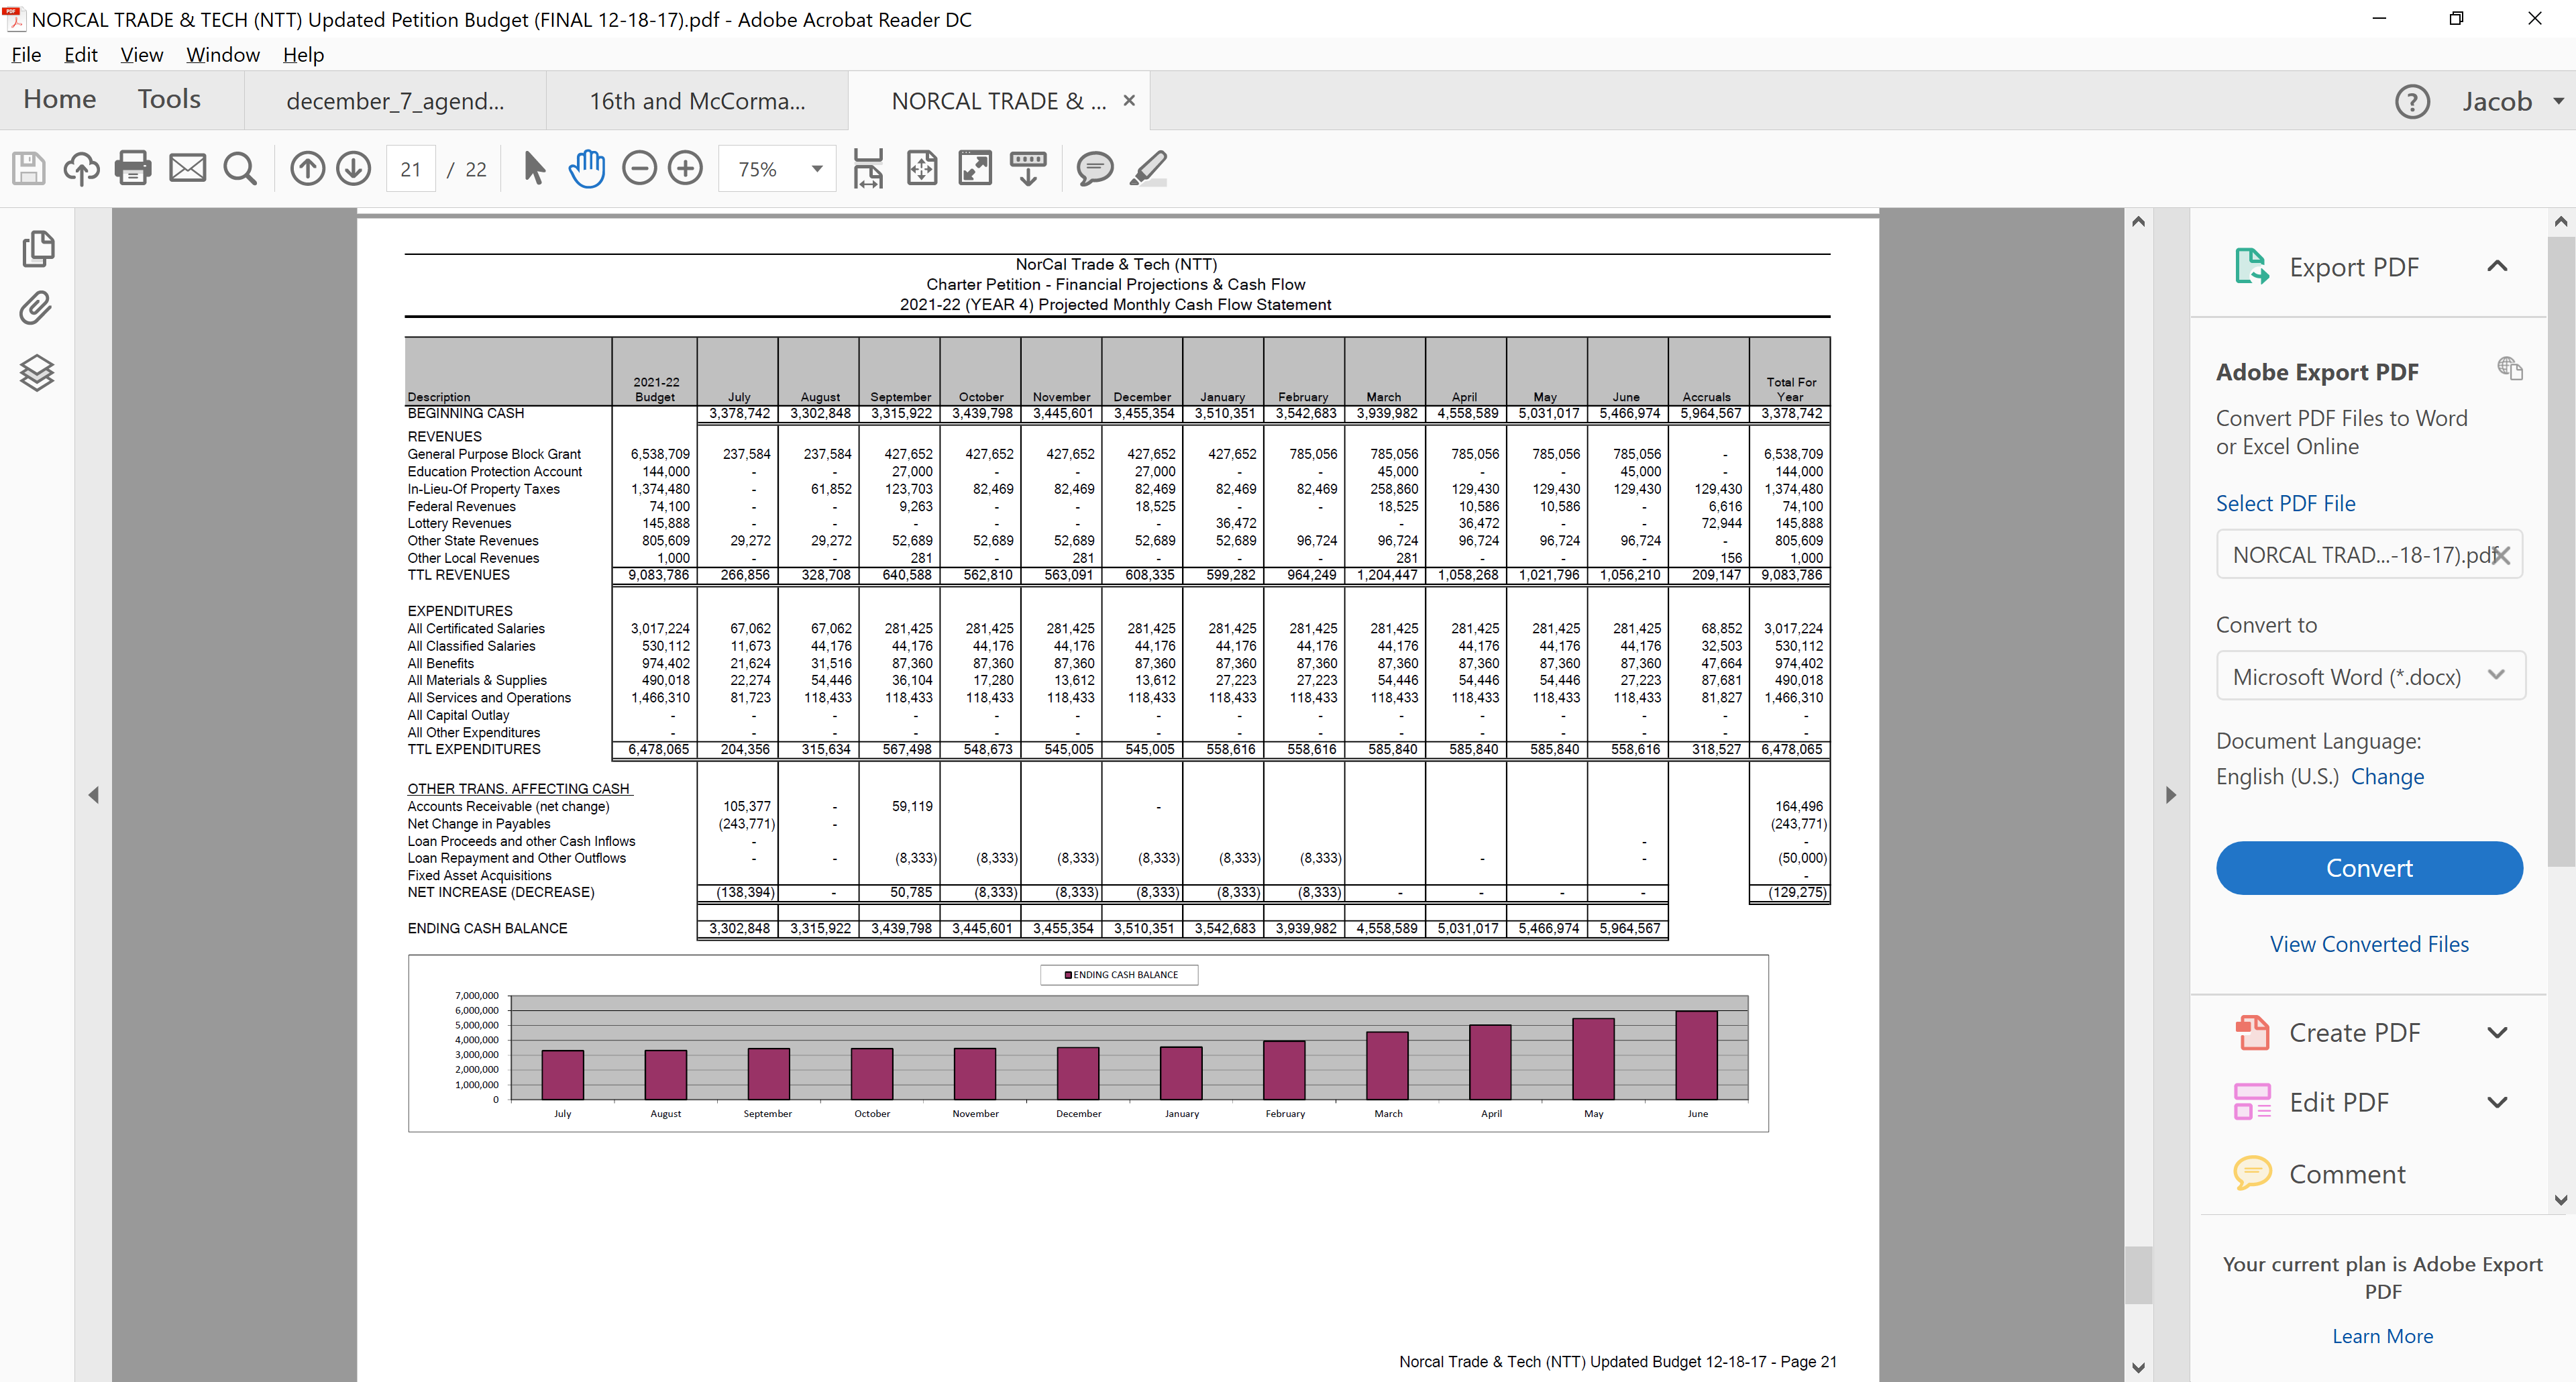 NORCAL TRADE & TECH (NTT) Updated Petition Budget (FINAL 12-18-17).pdf - Adobe Acrobat Reader DC
File Edit View Window Help
Home Tools december_7_agend... 16th and McCorma... NORCAL TRADE & ... × ? Jacob
21 / 22 75%
NorCal Trade & Tech (NTT)
Charter Petition - Financial Projections & Cash Flow
2021-22 (YEAR 4) Projected Monthly Cash Flow Statement
Description 2021-22 Budget July August September October November December January February March April May June Accruals Total For Year
BEGINNING CASH 3,378,742 3,302,848 3,315,922 3,439,798 3,445,601 3,455,354 3,510,351 3,542,683 3,939,982 4,558,589 5,031,017 5,466,974 5,964,567 3,378,742
REVENUES
General Purpose Block Grant 6,538,709 237,584 237,584 427,652 427,652 427,652 427,652 427,652 785,056 785,056 785,056 785,056 785,056 - 6,538,709
Education Protection Account 144,000 - - 27,000 - - 27,000 - - 45,000 - - 45,000 - 144,000
In-Lieu-Of Property Taxes 1,374,480 - 61,852 123,703 82,469 82,469 82,469 82,469 82,469 258,860 129,430 129,430 129,430 129,430 1,374,480
Federal Revenues 74,100 - - 9,263 - - 18,525 - - 18,525 10,586 10,586 - 6,616 74,100
Lottery Revenues 145,888 - - - - - - 36,472 - 36,472 - - 72,944 145,888
Other State Revenues 805,609 29,272 29,272 52,689 52,689 52,689 52,689 52,689 96,724 96,724 96,724 96,724 96,724 - 805,609
Other Local Revenues 1,000 - - 281 - 281 - - - 281 - - - 156 1,000
TTL REVENUES 9,083,786 266,856 328,708 640,588 562,810 563,091 608,335 599,282 964,249 1,204,447 1,058,268 1,021,796 1,056,210 209,147 9,083,786
EXPENDITURES
All Certificated Salaries 3,017,224 67,062 67,062 281,425 281,425 281,425 281,425 281,425 281,425 281,425 281,425 281,425 281,425 68,852 3,017,224
All Classified Salaries 530,112 11,673 44,176 44,176 44,176 44,176 44,176 44,176 44,176 44,176 44,176 44,176 44,176 32,503 530,112
All Benefits 974,402 21,624 31,516 87,360 87,360 87,360 87,360 87,360 87,360 87,360 87,360 87,360 87,360 47,664 974,402
All Materials & Supplies 490,018 22,274 54,446 36,104 17,280 13,612 13,612 27,223 27,223 54,446 54,446 54,446 27,223 87,681 490,018
All Services and Operations 1,466,310 81,723 118,433 118,433 118,433 118,433 118,433 118,433 118,433 118,433 118,433 118,433 118,433 81,827 1,466,310
All Capital Outlay - - - - - - - - - - - - - - -
All Other Expenditures - - - - - - - - - - - - - - -
TTL EXPENDITURES 6,478,065 204,356 315,634 567,498 548,673 545,005 545,005 558,616 558,616 585,840 585,840 585,840 558,616 318,527 6,478,065
OTHER TRANS. AFFECTING CASH
Accounts Receivable (net change) 105,377 - 59,119 - 164,496
Net Change in Payables (243,771) - (243,771)
Loan Proceeds and other Cash Inflows - - -
Loan Repayment and Other Outflows - - (8,333) (8,333) (8,333) (8,333) (8,333) (8,333) - - (50,000)
Fixed Asset Acquisitions -
NET INCREASE (DECREASE) (138,394) - 50,785 (8,333) (8,333) (8,333) (8,333) (8,333) - - - - (129,275)
ENDING CASH BALANCE 3,302,848 3,315,922 3,439,798 3,445,601 3,455,354 3,510,351 3,542,683 3,939,982 4,558,589 5,031,017 5,466,974 5,964,567
ENDING CASH BALANCE
7,000,000
6,000,000
5,000,000
4,000,000
3,000,000
2,000,000
1,000,000
0
July August September October November December January February March April May June
Norcal Trade & Tech (NTT) Updated Budget 12-18-17 - Page 21
Export PDF
Adobe Export PDF
Convert PDF Files to Word
or Excel Online
Select PDF File
NORCAL TRAD...-18-17).pdf
Convert to
Microsoft Word (*.docx)
Document Language:
English (U.S.) Change
Convert
View Converted Files
Create PDF
Edit PDF
Comment
Your current plan is Adobe Export
PDF
Learn More